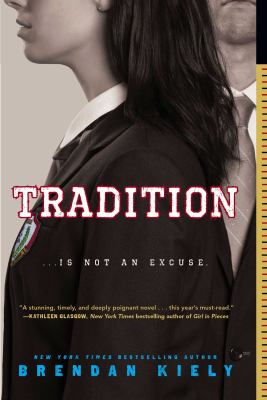 TRADITION
...IS NOT AN EXCUSE.
"A stunning, timely, and deeply poignant novel . . . this year's must-read."
—KATHLEEN GLASGOW, New York Times bestselling author of Girl in Pieces
NEW YORK TIMES BESTSELLING AUTHOR
BRENDAN KIELY